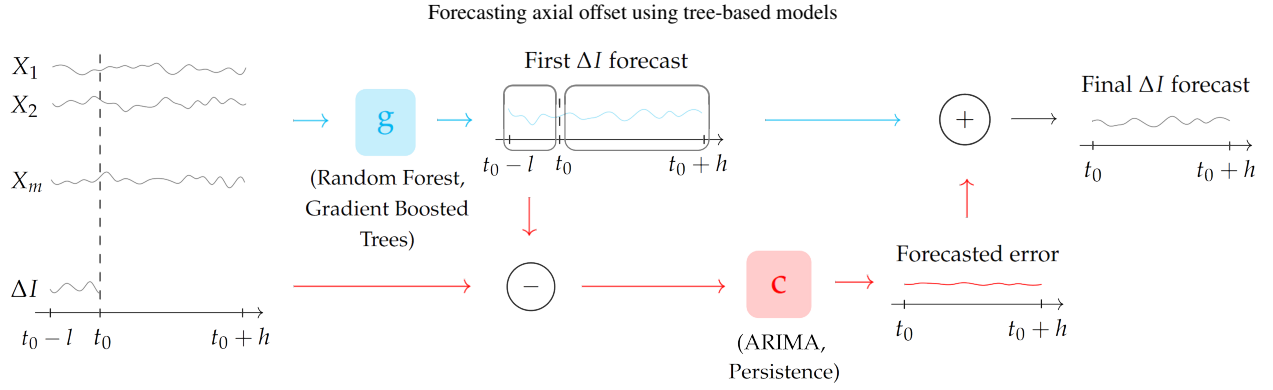 Forecasting axial offset using tree-based models
X₁
X₂
Xₘ
ΔI
t₀ − l
t₀
t₀ + h
g
(Random Forest,
Gradient Boosted
Trees)
First ΔI forecast
t₀ − l
t₀
t₀ + h
−
c
(ARIMA,
Persistence)
Forecasted error
t₀
t₀ + h
+
Final ΔI forecast
t₀
t₀ + h